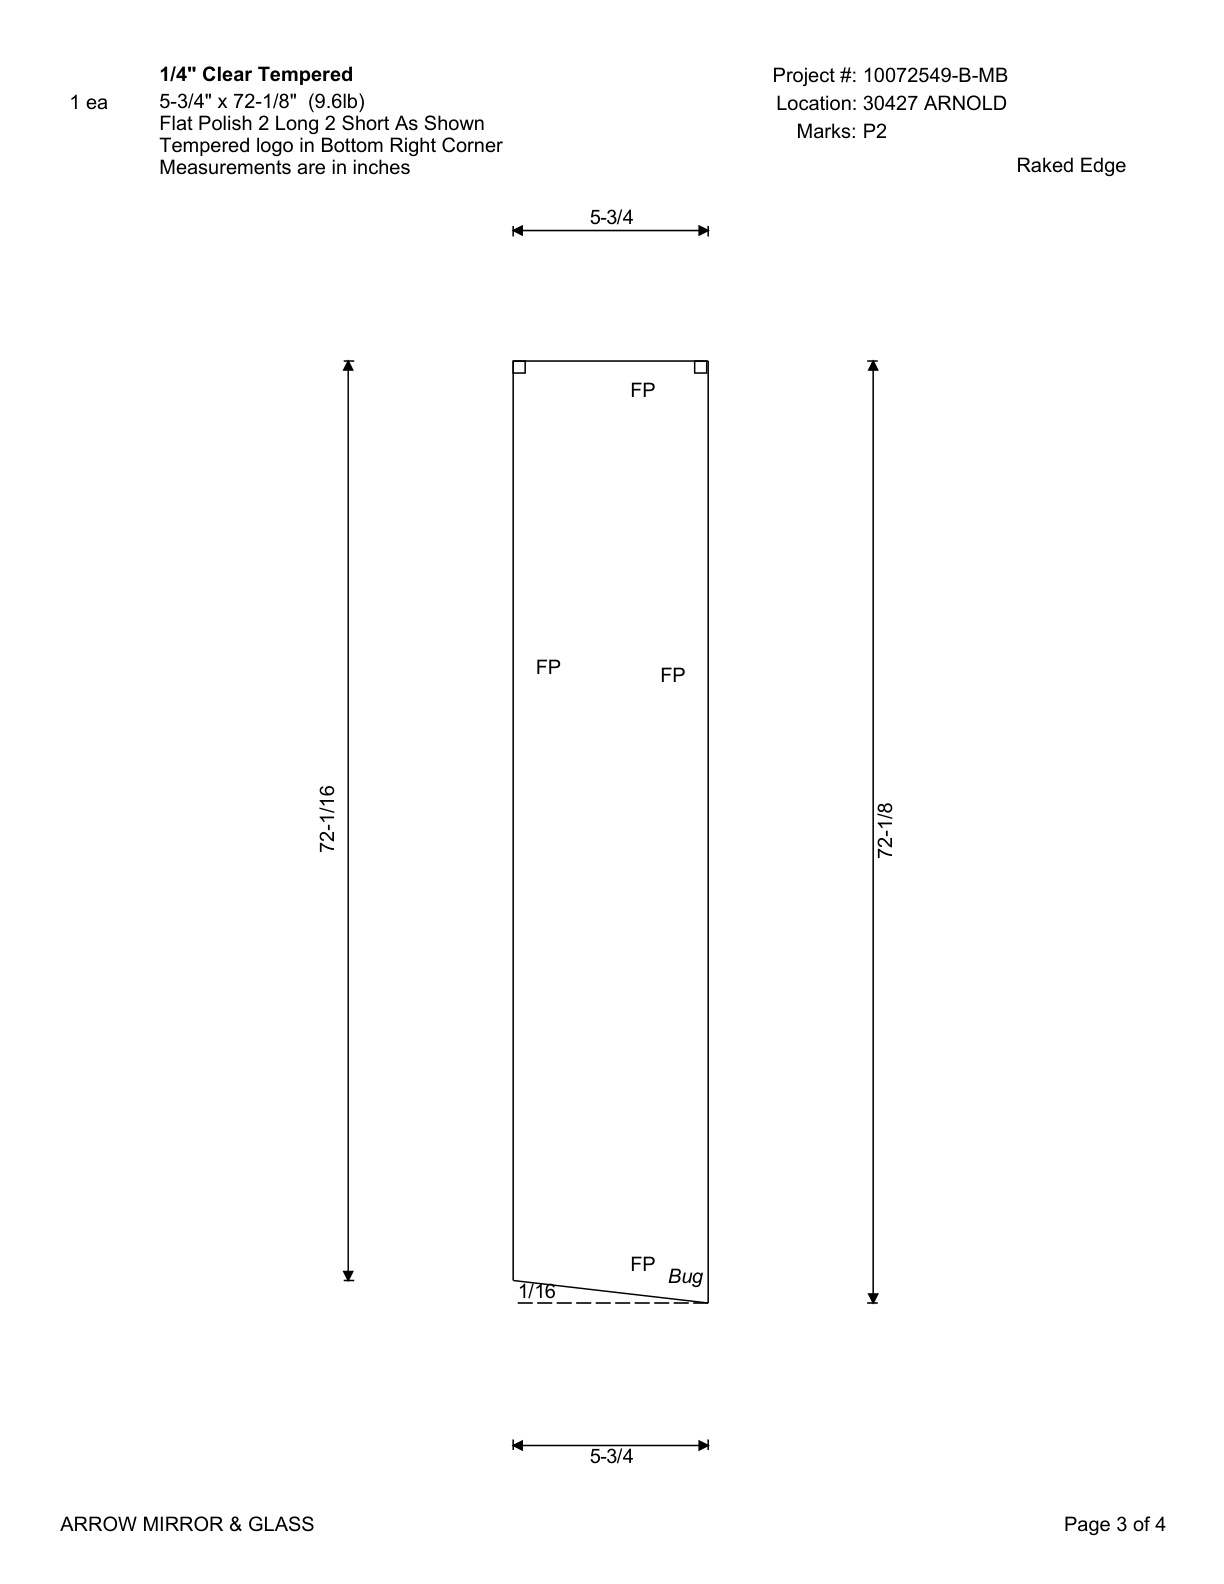 1/4" Clear Tempered
1 ea
5-3/4" x 72-1/8" (9.6lb)
Flat Polish 2 Long 2 Short As Shown
Tempered logo in Bottom Right Corner
Measurements are in inches
Project #: 10072549-B-MB
Location: 30427 ARNOLD
Marks: P2
Raked Edge
5-3/4
FP
FP
FP
72-1/16
72-1/8
FP
Bug
1/16
5-3/4
ARROW MIRROR & GLASS
Page 3 of 4